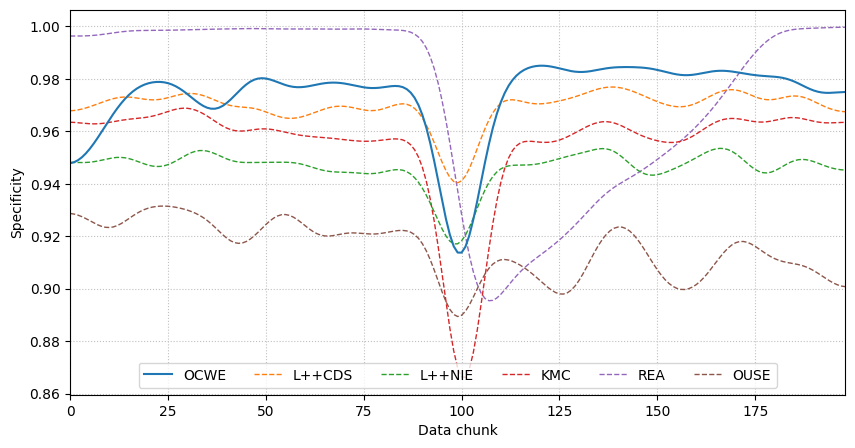 1.00
0.98
0.96
0.94
0.92
0.90
0.88
0.86
Specificity
0 25 50 75 100 125 150 175
Data chunk
OCWE L++CDS L++NIE KMC REA OUSE